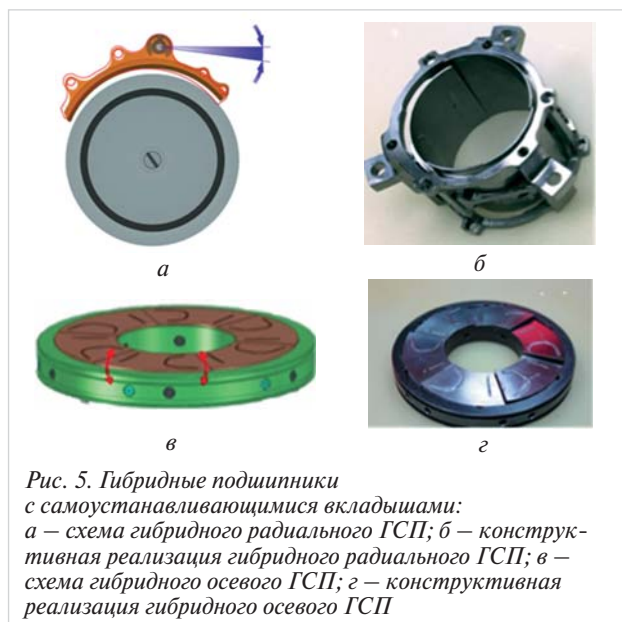 а
б
в
г
Рис. 5. Гибридные подшипники
с самоустанавливающимися вкладышами:
а — схема гибридного радиального ГСП; б — конструк-
тивная реализация гибридного радиального ГСП; в —
схема гибридного осевого ГСП; г — конструктивная
реализация гибридного осевого ГСП